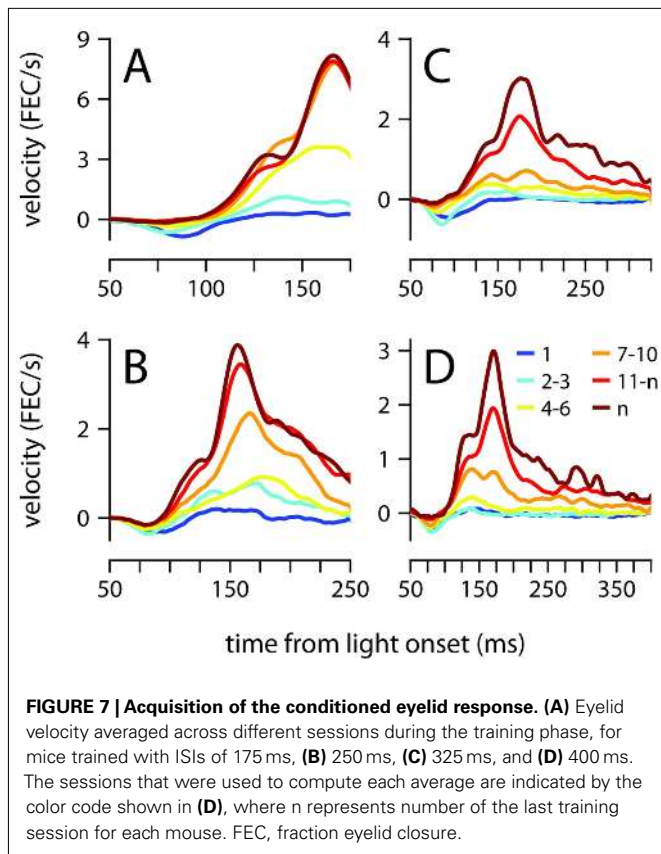 A
velocity (FEC/s)
9
6
3
0
50
100
150
C
4
2
0
50
150
250
B
velocity (FEC/s)
4
2
0
50
150
250
D
3
2
1
0
1
2-3
4-6
7-10
11-n
n
50
150
250
350
time from light onset (ms)
FIGURE 7 | Acquisition of the conditioned eyelid response. (A) Eyelid
velocity averaged across different sessions during the training phase, for
mice trained with ISIs of 175 ms, (B) 250 ms, (C) 325 ms, and (D) 400 ms.
The sessions that were used to compute each average are indicated by the
color code shown in (D), where n represents number of the last training
session for each mouse. FEC, fraction eyelid closure.